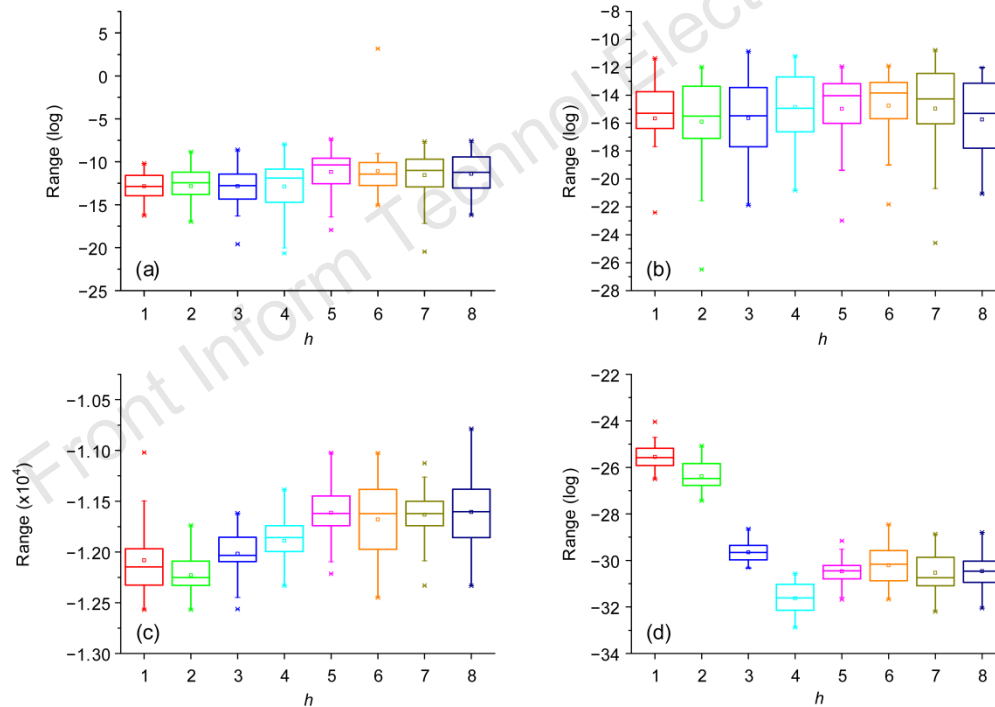 Front Inform Technol Elect
5
0
−5
−10
−15
−20
−25
Range (log)
(a)
1 2 3 4 5 6 7 8
h
−8
−10
−12
−14
−16
−18
−20
−22
−24
−26
−28
Range (log)
(b)
1 2 3 4 5 6 7 8
h
−1.05
−1.10
−1.15
−1.20
−1.25
−1.30
Range (×10⁴)
(c)
1 2 3 4 5 6 7 8
h
−22
−24
−26
−28
−30
−32
−34
Range (log)
(d)
1 2 3 4 5 6 7 8
h